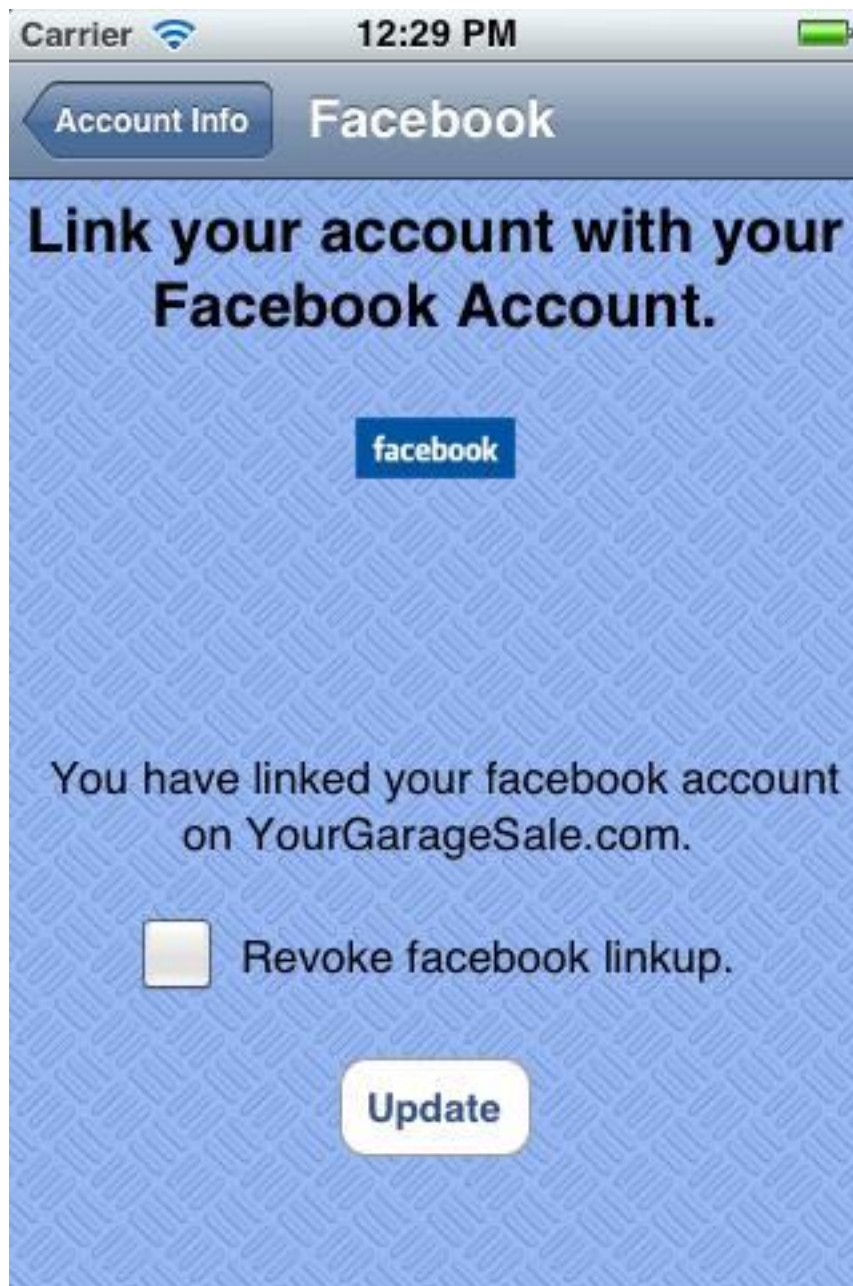 Carrier 12:29 PM
Account Info Facebook
Link your account with your
Facebook Account.
facebook
You have linked your facebook account
on YourGarageSale.com.
Revoke facebook linkup.
Update